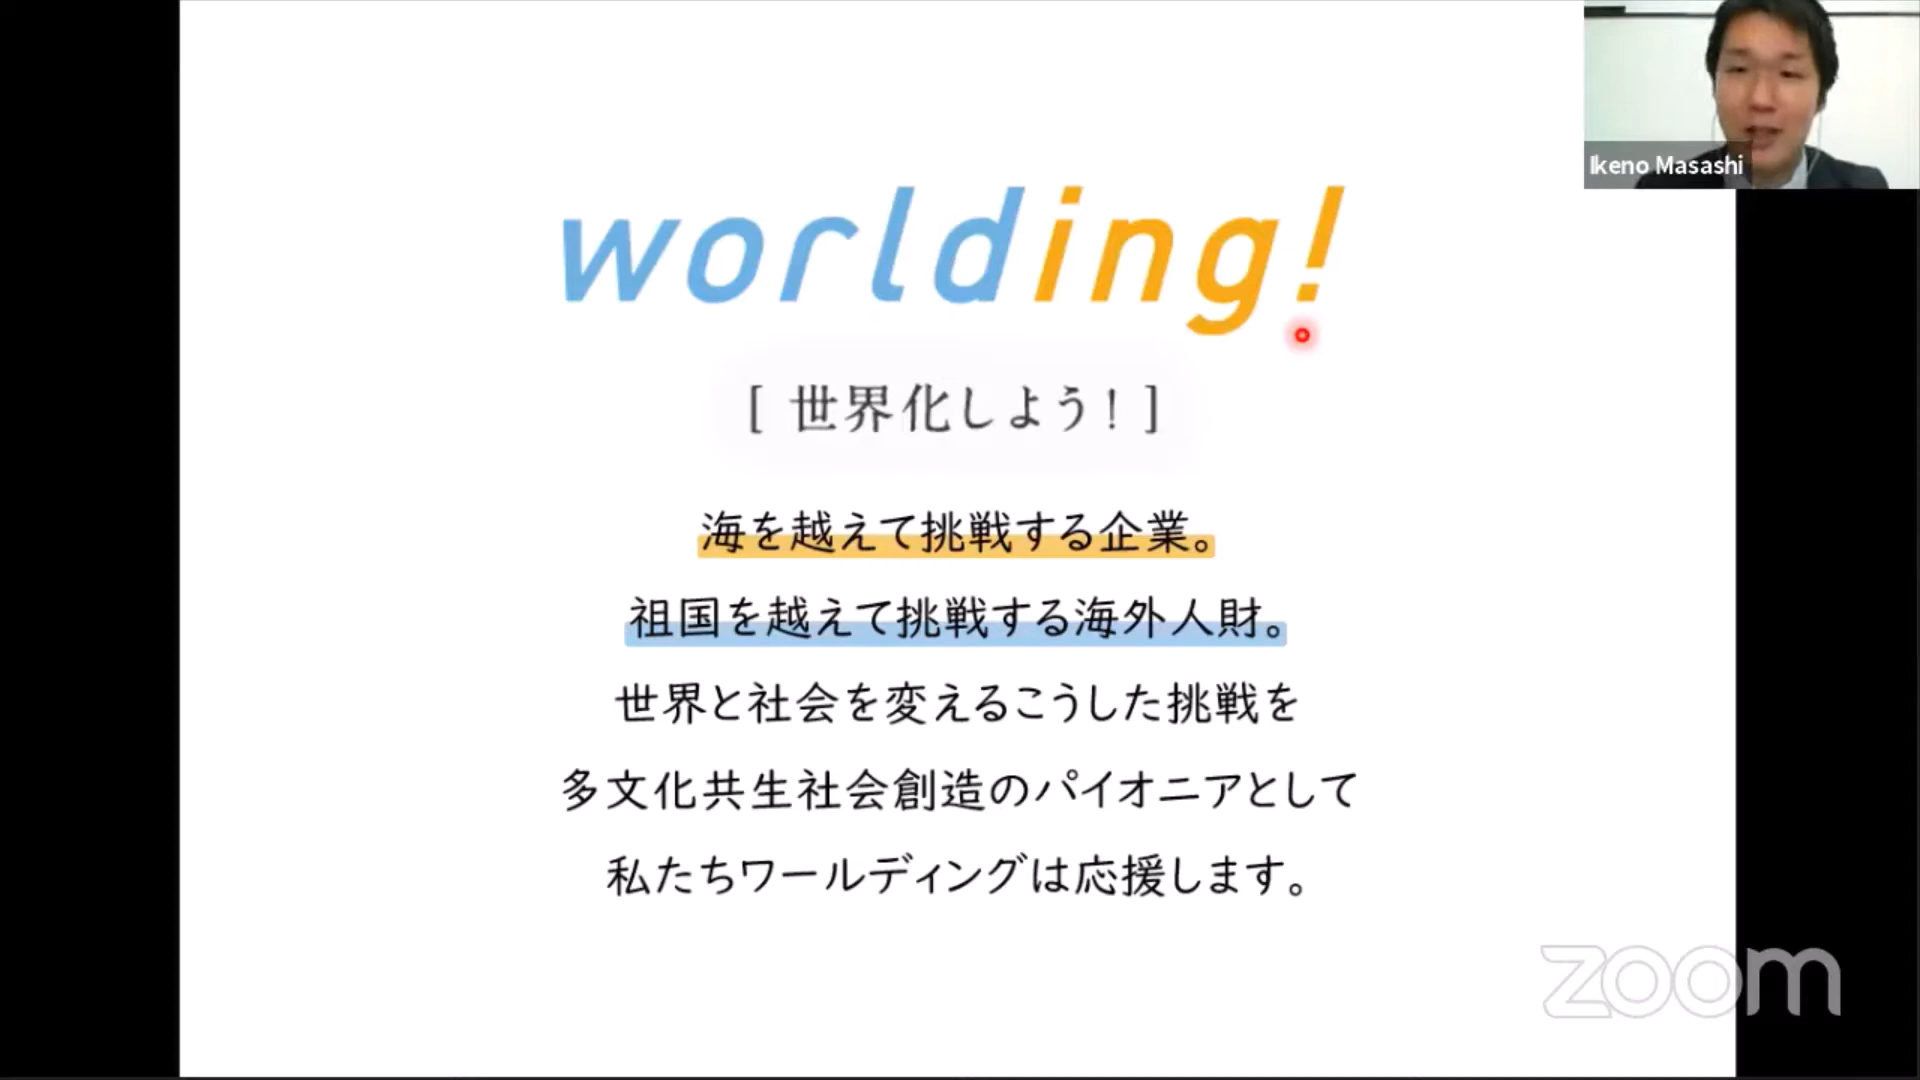 Ikeno Masashi
worlding!
[ 世界化しよう! ]
海を越えて挑戦する企業。
祖国を越えて挑戦する海外人財。
世界と社会を変えるこうした挑戦を
多文化共生社会創造のパイオニアとして
私たちワールディングは応援します。
zoom